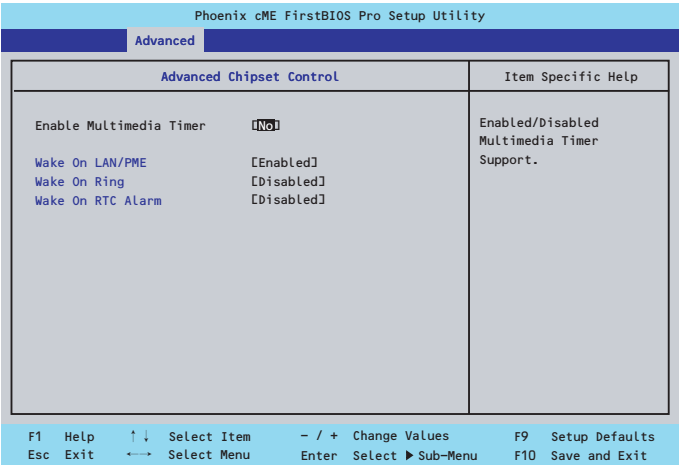 Phoenix cME FirstBIOS Pro Setup Utility
Advanced
Advanced Chipset Control
Item Specific Help
Enable Multimedia Timer [No]
Wake On LAN/PME [Enabled]
Wake On Ring [Disabled]
Wake On RTC Alarm [Disabled]
Enabled/Disabled
Multimedia Timer
Support.
F1 Help ↑↓ Select Item - / + Change Values F9 Setup Defaults
Esc Exit ←→ Select Menu Enter Select ▶ Sub-Menu F10 Save and Exit